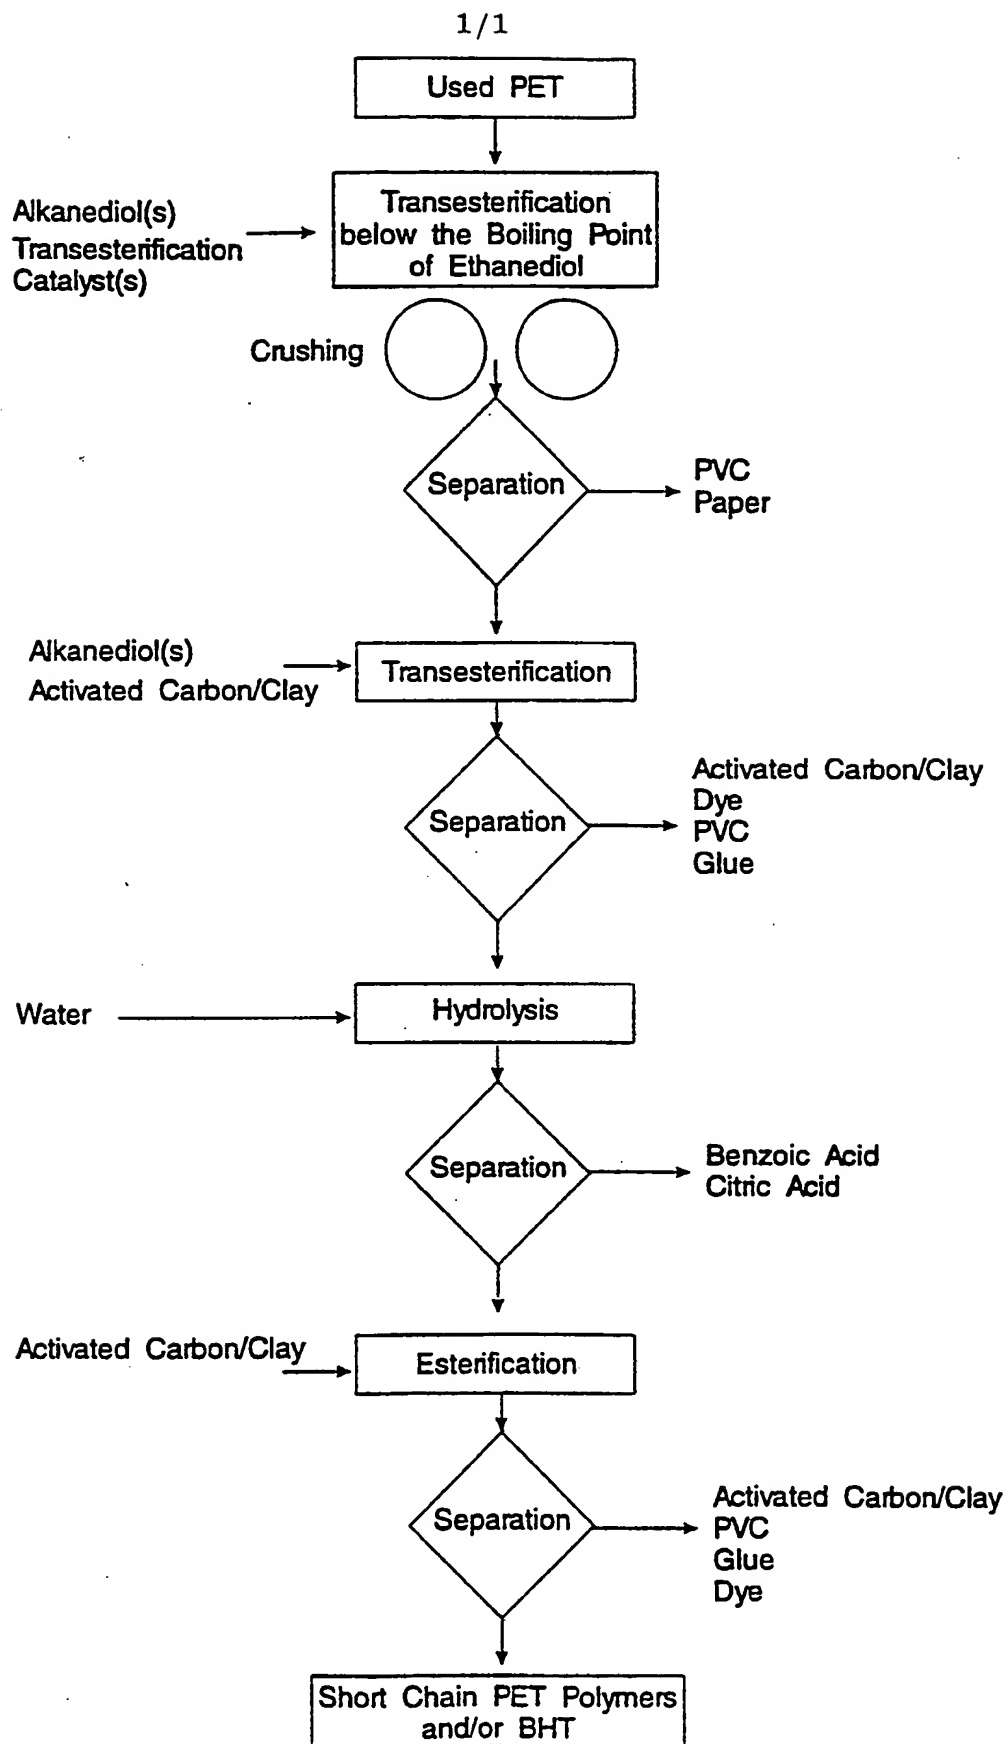 1/1
Used PET
Alkanediol(s)
Transesterification
Catalyst(s)
Transesterification
below the Boiling Point
of Ethanediol
Crushing
Separation
PVC
Paper
Alkanediol(s)
Activated Carbon/Clay
Transesterification
Separation
Activated Carbon/Clay
Dye
PVC
Glue
Water
Hydrolysis
Separation
Benzoic Acid
Citric Acid
Activated Carbon/Clay
Esterification
Separation
Activated Carbon/Clay
PVC
Glue
Dye
Short Chain PET Polymers
and/or BHT